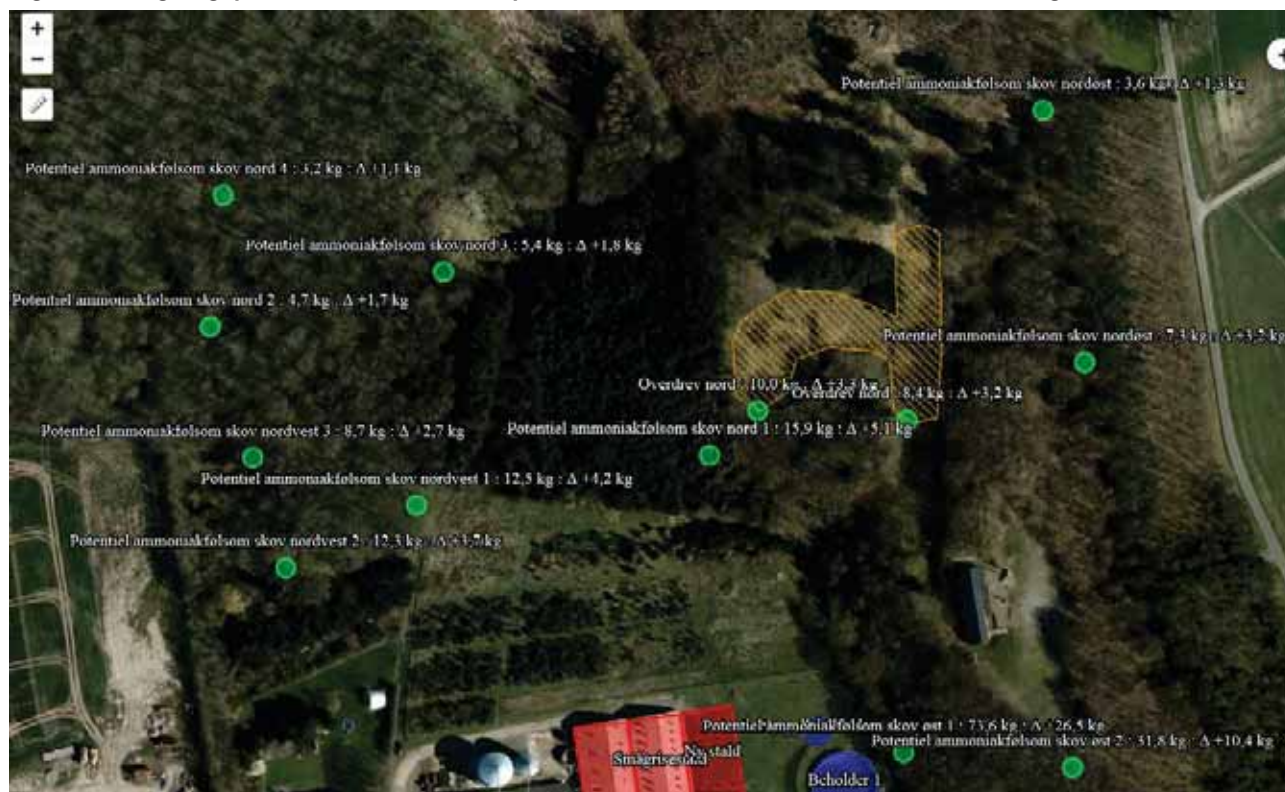 +
−
Potentiel ammoniakfølsom skov nordøst : 3,6 kg : Δ +1,3 kg
Potentiel ammoniakfølsom skov nord 4 : 3,2 kg : Δ +1,1 kg
Potentiel ammoniakfølsom skov nord 3 : 5,4 kg : Δ +1,8 kg
Potentiel ammoniakfølsom skov nord 2 : 4,7 kg : Δ +1,7 kg
Potentiel ammoniakfølsom skov nordøst : 7,3 kg : Δ +3,2 kg
Overdrev nord : 10,0 kg : Δ +3,3 kg
Overdrev nord : 8,4 kg : Δ +3,2 kg
Potentiel ammoniakfølsom skov nordvest 3 : 8,7 kg : Δ +2,7 kg
Potentiel ammoniakfølsom skov nord 1 : 15,9 kg : Δ +5,1 kg
Potentiel ammoniakfølsom skov nordvest 1 : 12,5 kg : Δ +4,2 kg
Potentiel ammoniakfølsom skov nordvest 2 : 12,3 kg : Δ +3,7 kg
Potentiel ammoniakfølsom skov øst 1 : 73,6 kg : Δ +26,5 kg
Potentiel ammoniakfølsom skov øst 2 : 31,8 kg : Δ +10,4 kg
Ny stald
Smågrisestald
Beholder 1